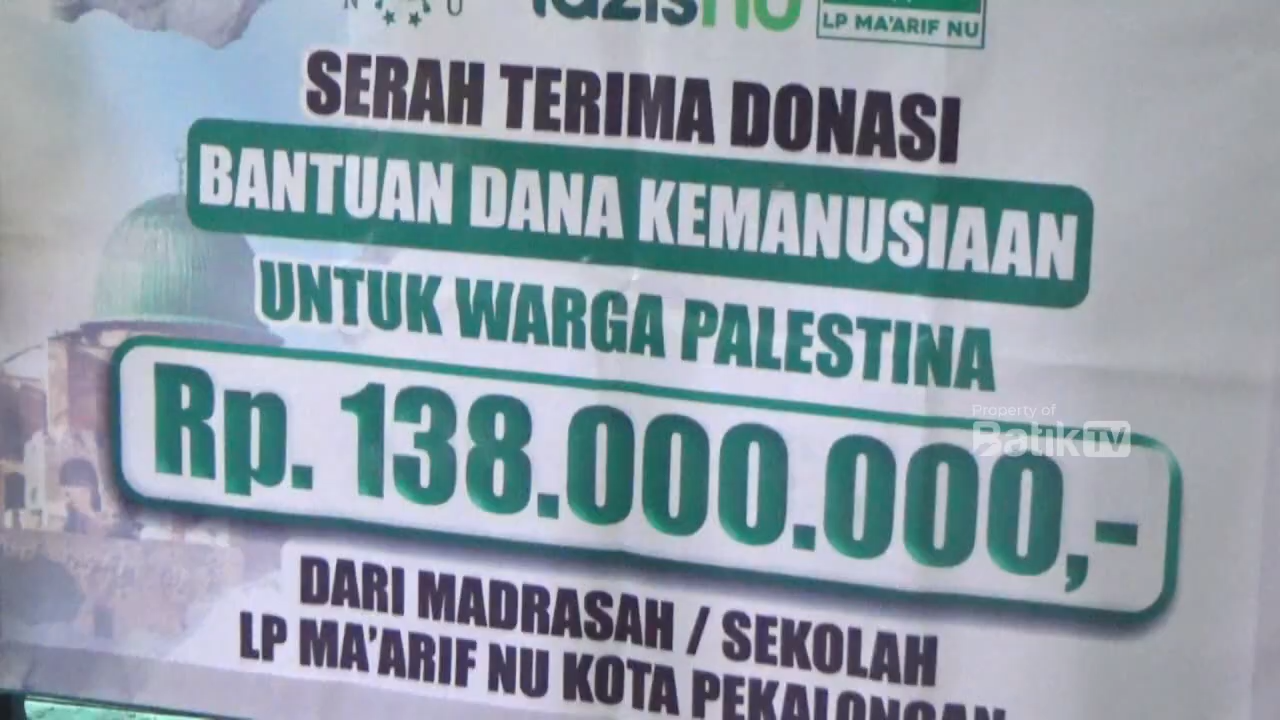 N U
lazisnu
LP MA'ARIF NU
SERAH TERIMA DONASI
BANTUAN DANA KEMANUSIAAN
UNTUK WARGA PALESTINA
Rp. 138.000.000,-
Property of
BatikTV
DARI MADRASAH / SEKOLAH
LP MA'ARIF NU KOTA PEKALONGAN